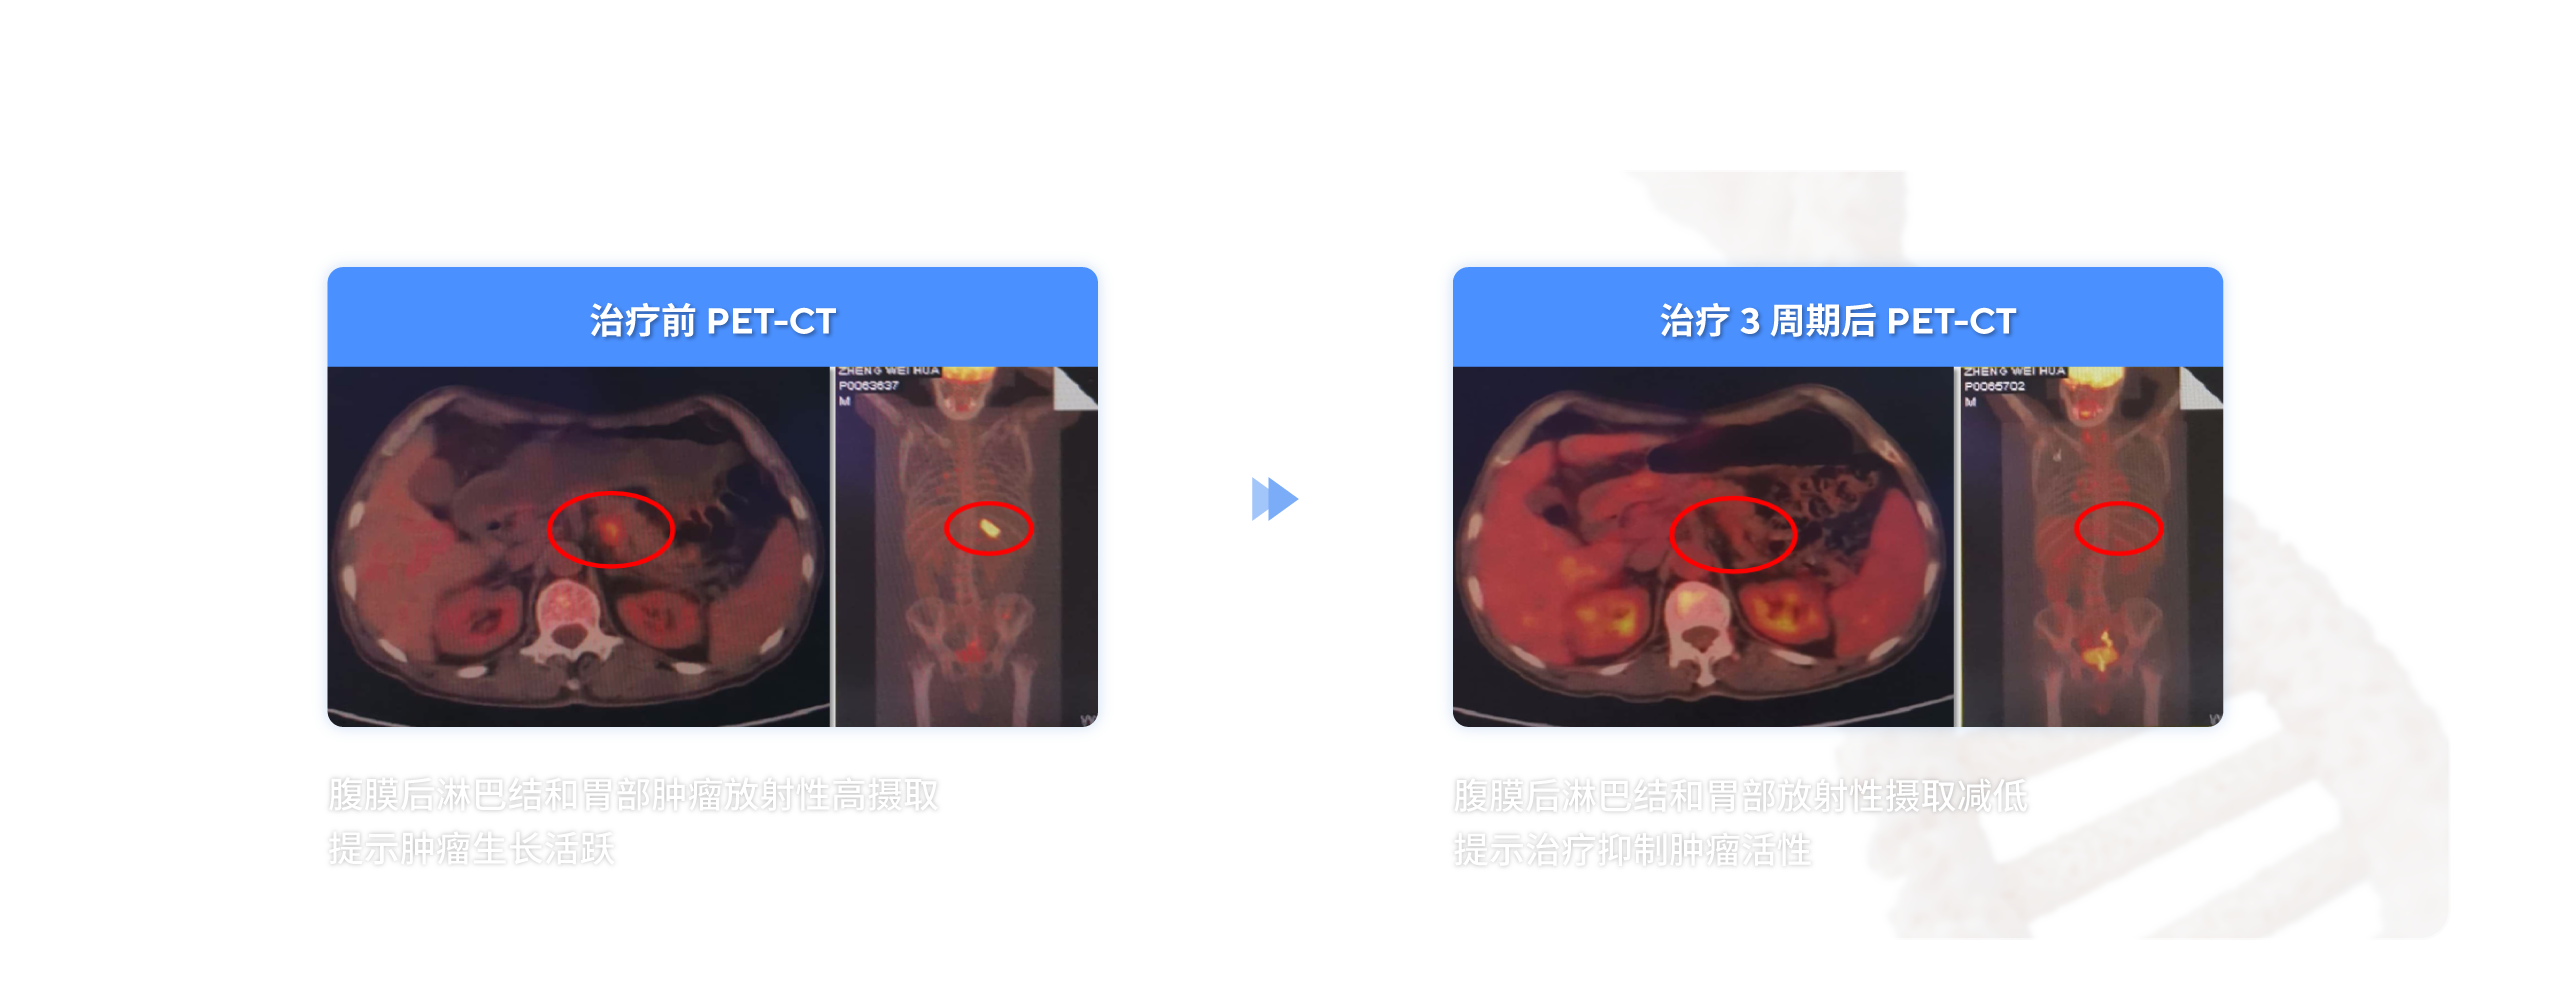 治疗前 PET-CT
ZHENG WEI HUA
P0063637
M
腹膜后淋巴结和胃部肿瘤放射性高摄取
提示肿瘤生长活跃
治疗 3 周期后 PET-CT
ZHENG WEI HUA
P0065702
M
腹膜后淋巴结和胃部放射性摄取减低
提示治疗抑制肿瘤活性